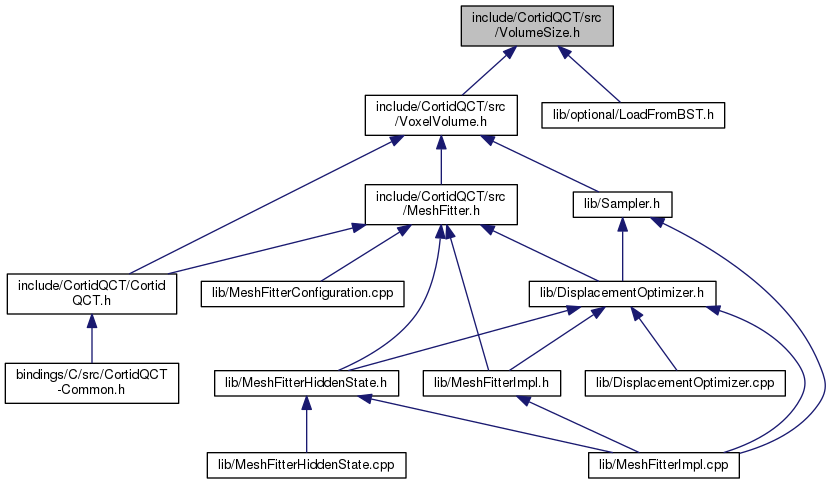 include/CortidQCT/src
/VolumeSize.h
include/CortidQCT/src
/VoxelVolume.h
lib/optional/LoadFromBST.h
include/CortidQCT/src
/MeshFitter.h
lib/Sampler.h
include/CortidQCT/Cortid
QCT.h
lib/MeshFitterConfiguration.cpp
lib/DisplacementOptimizer.h
bindings/C/src/CortidQCT
-Common.h
lib/MeshFitterHiddenState.h
lib/MeshFitterImpl.h
lib/DisplacementOptimizer.cpp
lib/MeshFitterHiddenState.cpp
lib/MeshFitterImpl.cpp